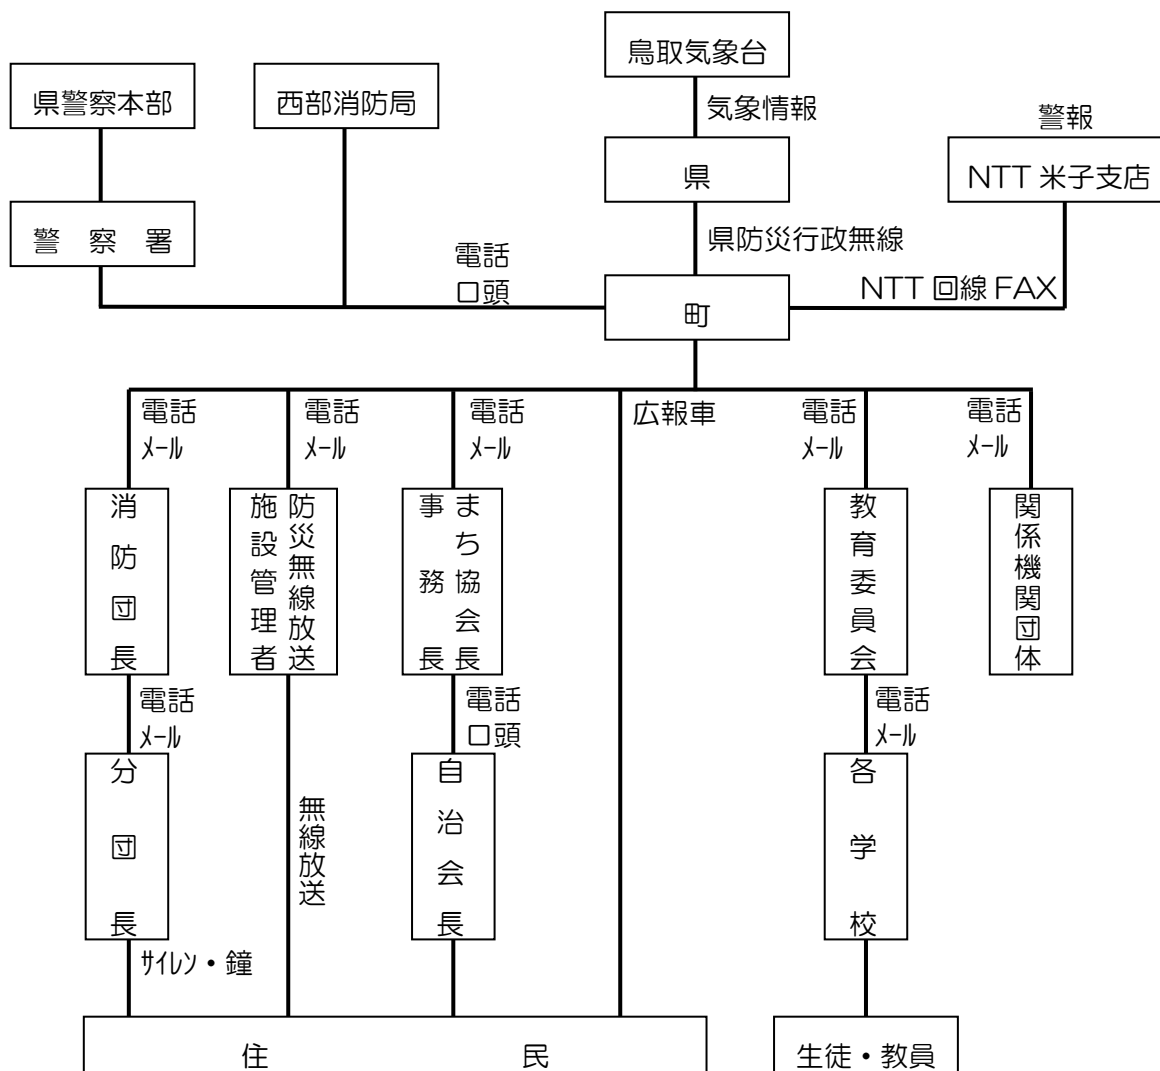 鳥取気象台
県警察本部
西部消防局
気象情報
警報
県
NTT 米子支店
警察署
県防災行政無線
電話
口頭
NTT 回線 FAX
町
電話
メール
電話
メール
電話
メール
広報車
電話
メール
電話
メール
消防団長
防災無線放送
施設管理者
まち協会長
事務長
教育委員会
関係機関団体
電話
メール
電話
口頭
電話
メール
分団長
無線放送
自治会長
各学校
サイレン・鐘
住民
生徒・教員